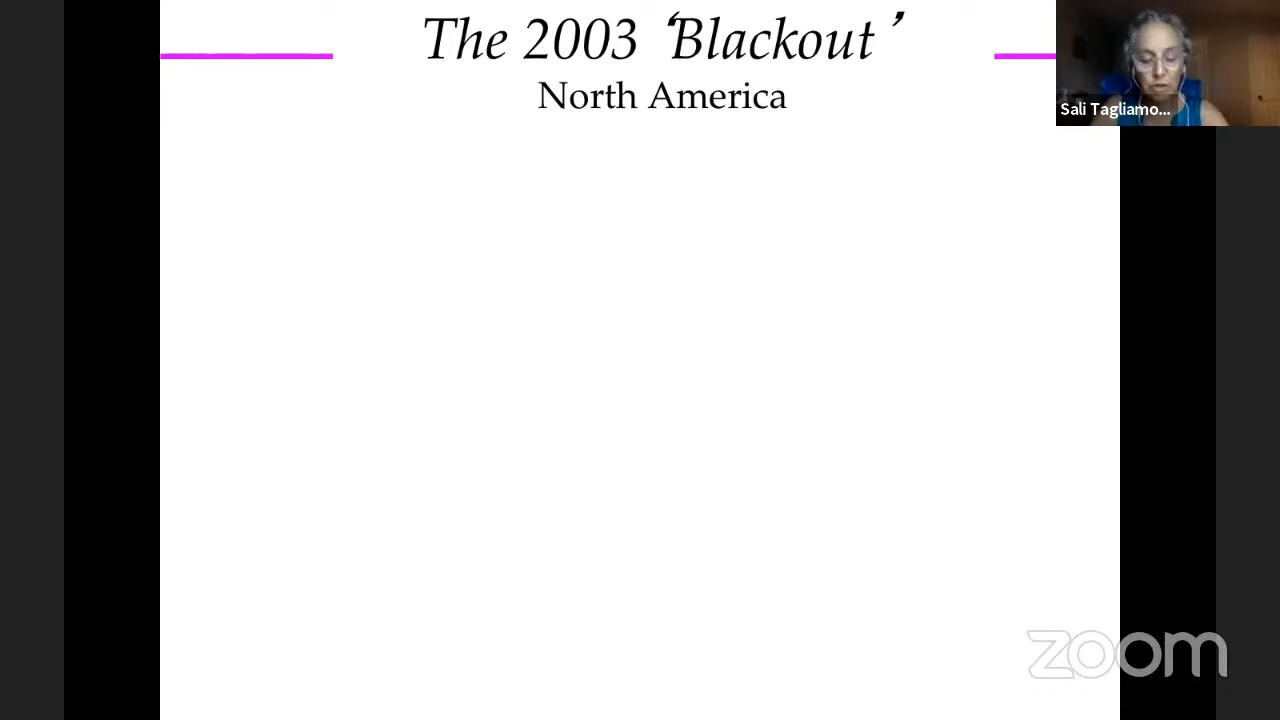 The 2003 ‘Blackout’
North America
Sali Tagliamo...
zoom